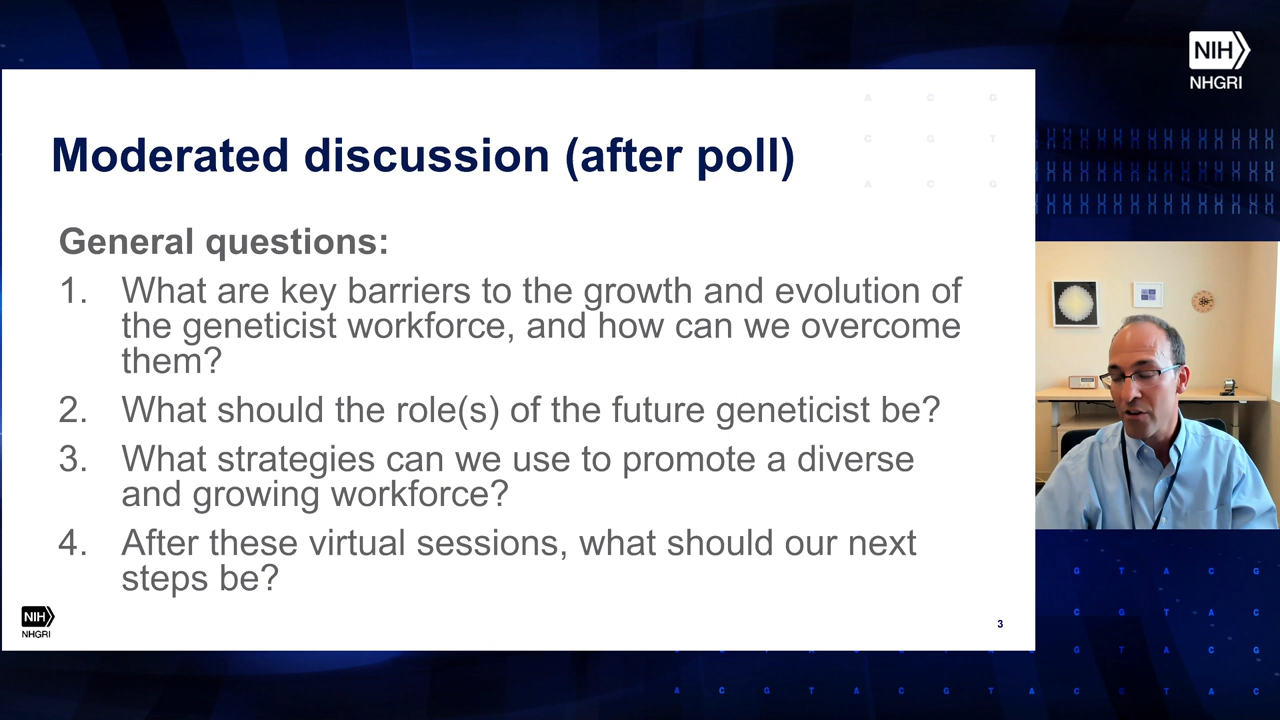 NIH
NHGRI
A C G
C G T
A C G
Moderated discussion (after poll)
General questions:
1. What are key barriers to the growth and evolution of
the geneticist workforce, and how can we overcome
them?
2. What should the role(s) of the future geneticist be?
3. What strategies can we use to promote a diverse
and growing workforce?
4. After these virtual sessions, what should our next
steps be?
NIH
NHGRI
3
G T A C G
C G T A C
G T A C G
A C G T A C G T A C G T A C